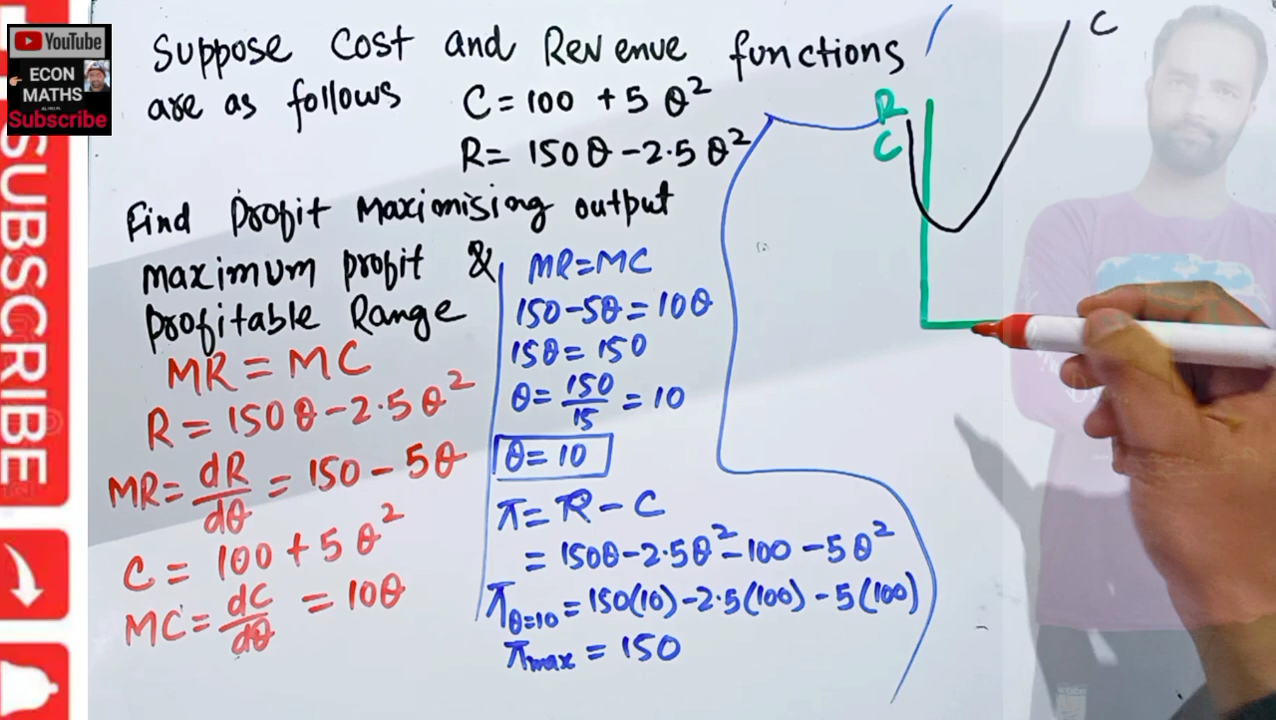 SUBSCRIBE
YouTube
ECON
MATHS
Subscribe
Suppose Cost and Revenue functions
are as follows C = 100 + 5 θ²
R = 150θ - 2.5 θ²
Find Profit Maximising output
maximum profit &
profitable Range
MR = MC
R = 150θ - 2.5θ²
MR = dR/dθ = 150 - 5θ
C = 100 + 5θ²
MC = dC/dθ = 10θ
MR = MC
150 - 5θ = 10θ
15θ = 150
θ = 150/15 = 10
θ = 10
π = R - C
= 150θ - 2.5θ² - 100 - 5θ²
π θ=10 = 150(10) - 2.5(100) - 5(100)
π max = 150
R
C
C